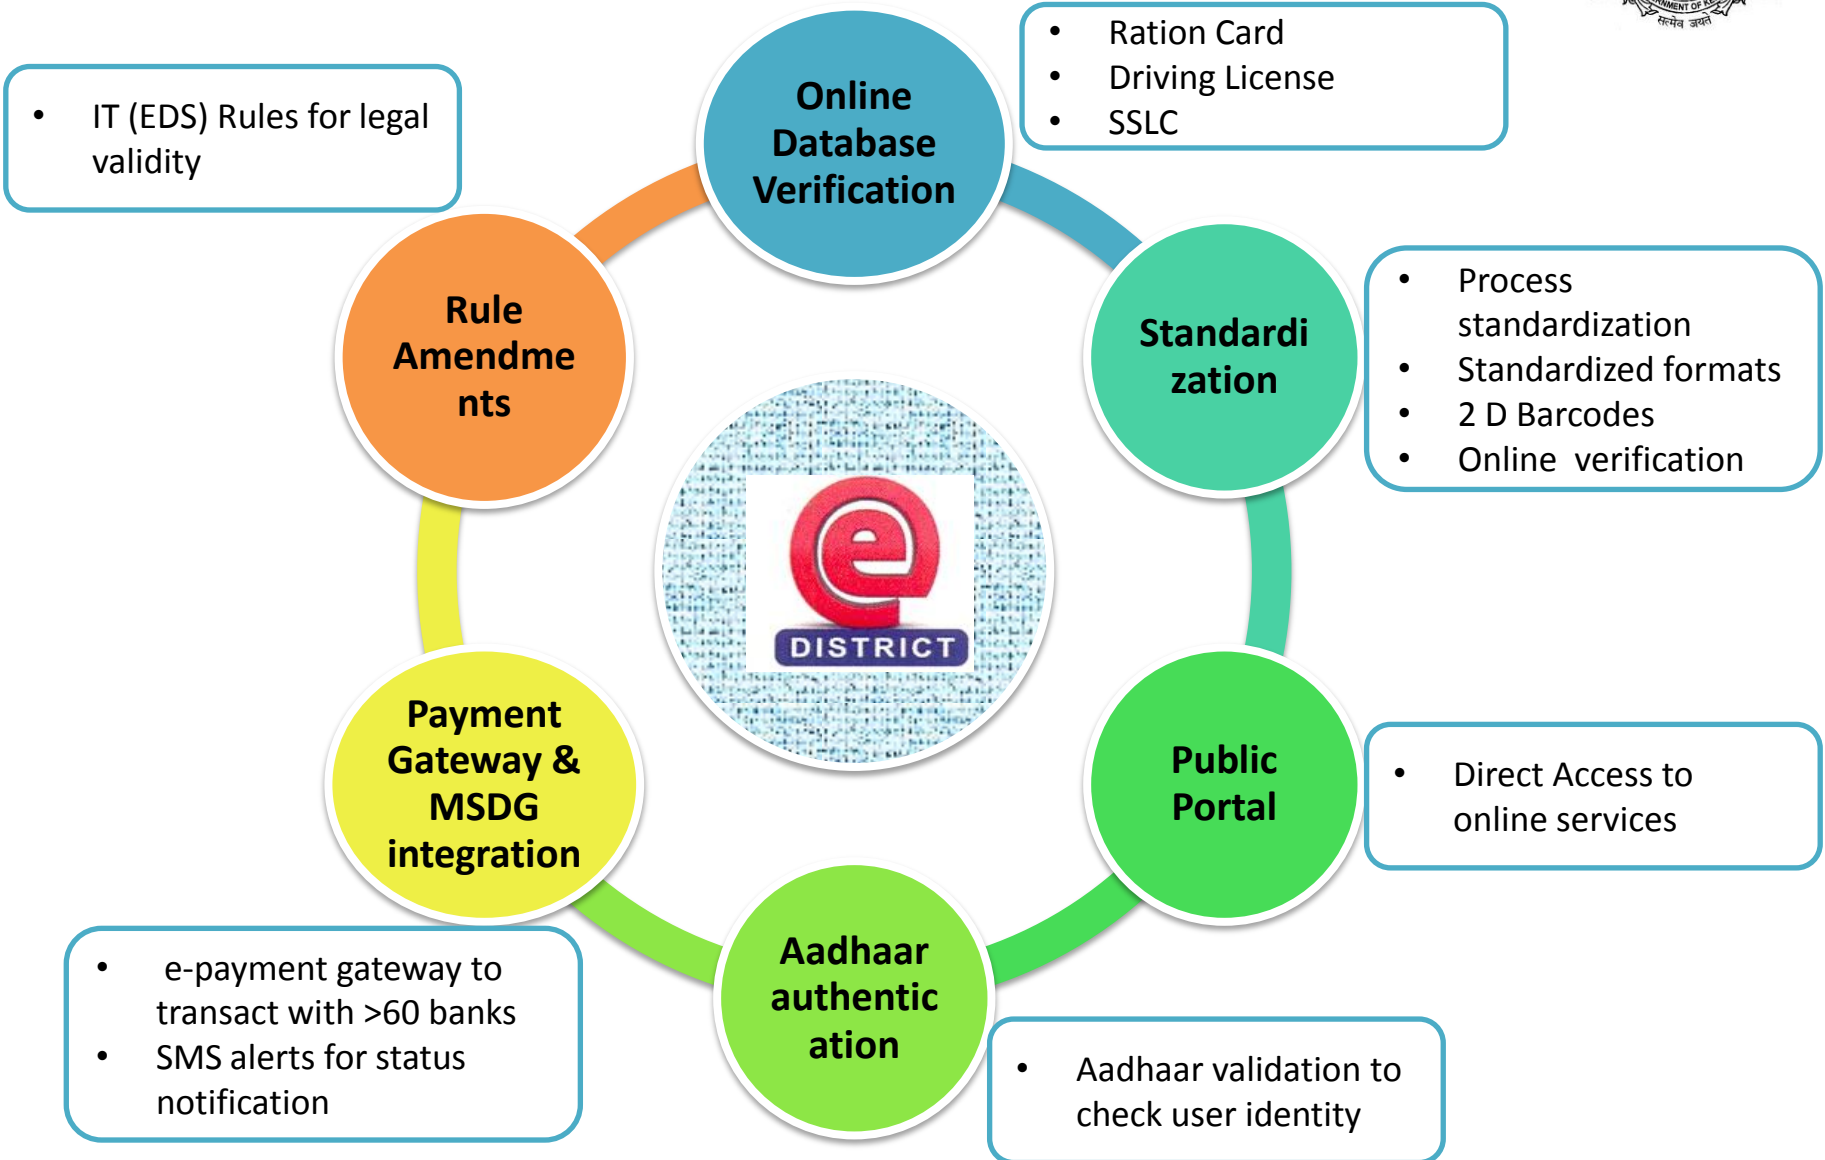 • Ration Card
• Driving License
• SSLC
सत्यमेव जयते
• IT (EDS) Rules for legal
validity
Online
Database
Verification
Rule
Amendme
nts
Standardi
zation
• Process
standardization
• Standardized formats
• 2 D Barcodes
• Online verification
e
DISTRICT
Payment
Gateway &
MSDG
integration
Public
Portal
• Direct Access to
online services
Aadhaar
authentic
ation
• e-payment gateway to
transact with >60 banks
• SMS alerts for status
notification
• Aadhaar validation to
check user identity